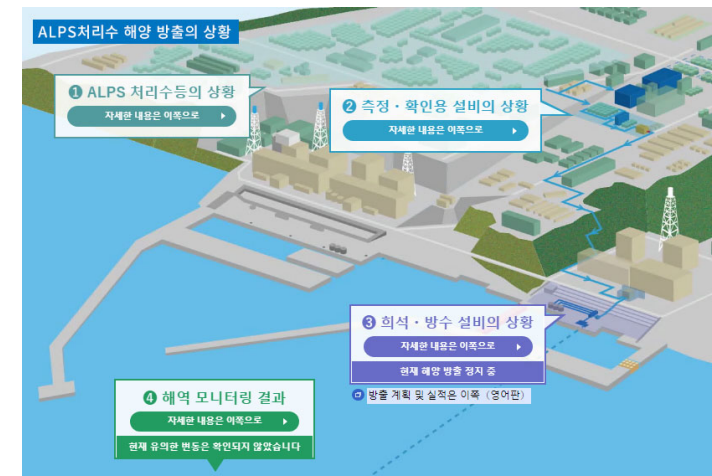 ALPS처리수 해양 방출의 상황
❶ ALPS 처리수등의 상황
자세한 내용은 이쪽으로
❷ 측정・확인용 설비의 상황
자세한 내용은 이쪽으로
❸ 희석・방수 설비의 상황
자세한 내용은 이쪽으로
현재 해양 방출 정지 중
방출 계획 및 실적은 이쪽（영어판）
❹ 해역 모니터링 결과
자세한 내용은 이쪽으로
현재 유의한 변동은 확인되지 않았습니다